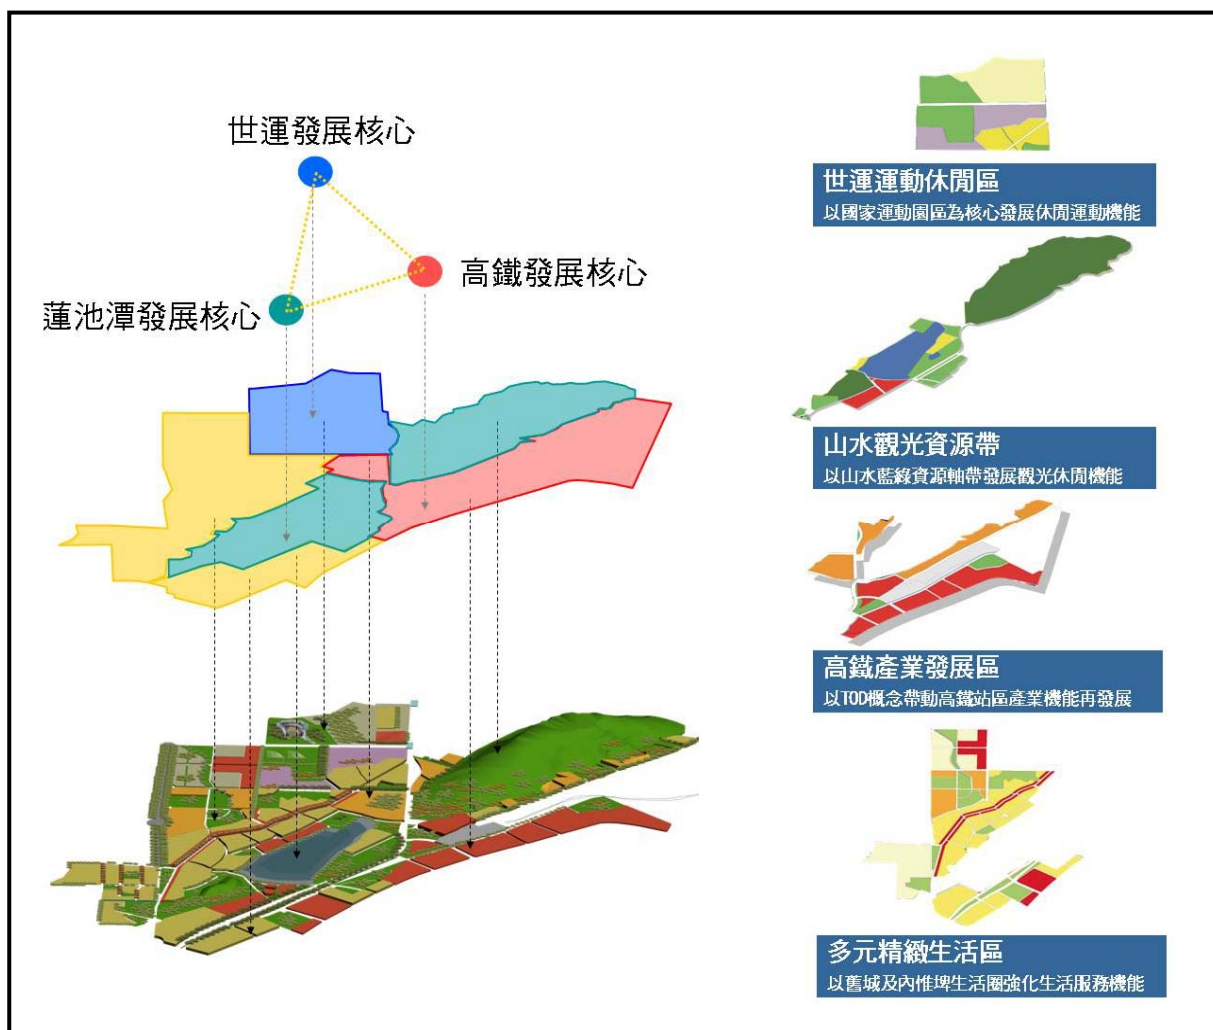 世運發展核心
高鐵發展核心
蓮池潭發展核心
世運運動休閒區
以國家運動園區為核心發展休閒運動機能
山水觀光資源帶
以山水藍綠資源軸帶發展觀光休閒機能
高鐵產業發展區
以TOD概念帶動高鐵站區產業機能再發展
多元精緻生活區
以舊城及內惟埤生活圈強化生活服務機能